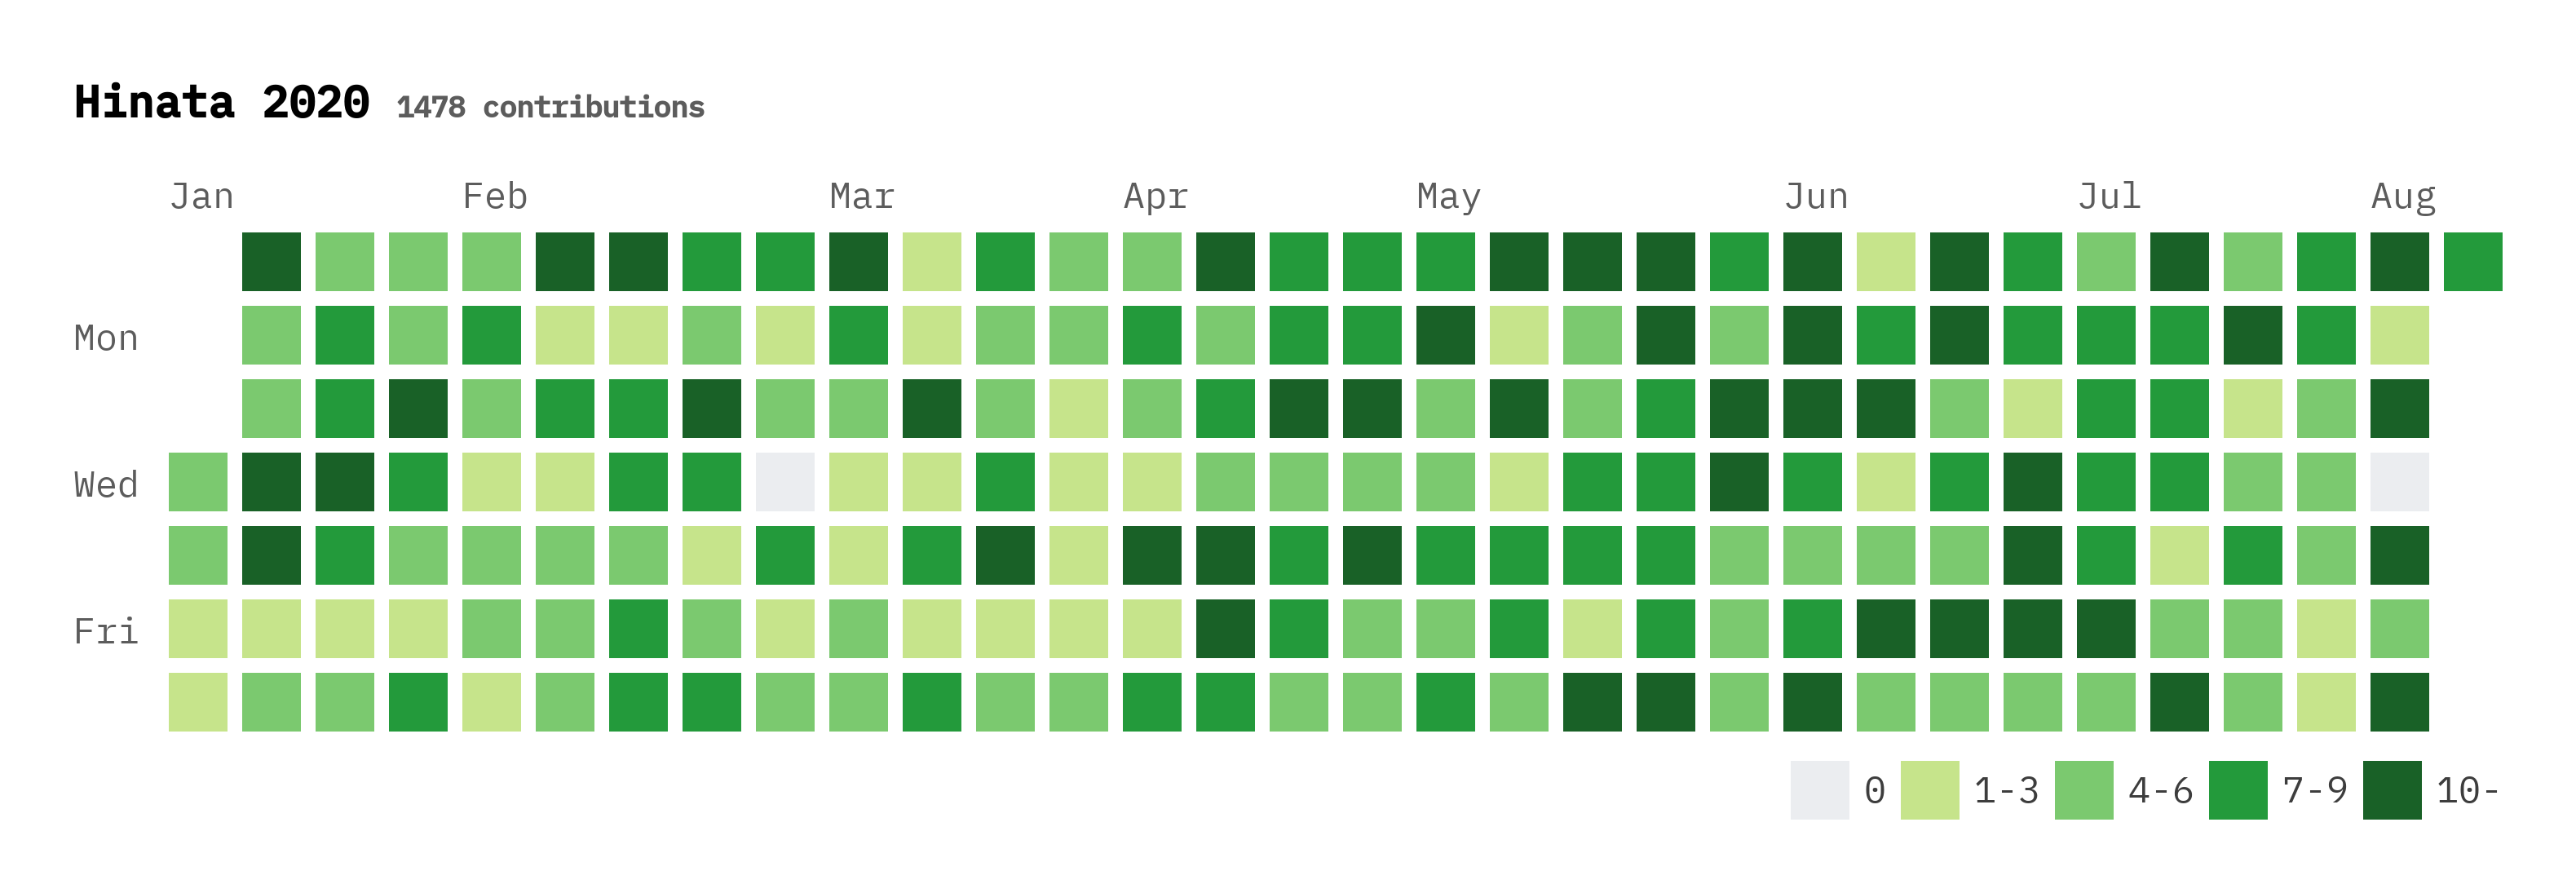 Hinata 2020 1478 contributions
Jan Feb Mar Apr May Jun Jul Aug
Mon
Wed
Fri
0 1-3 4-6 7-9 10-